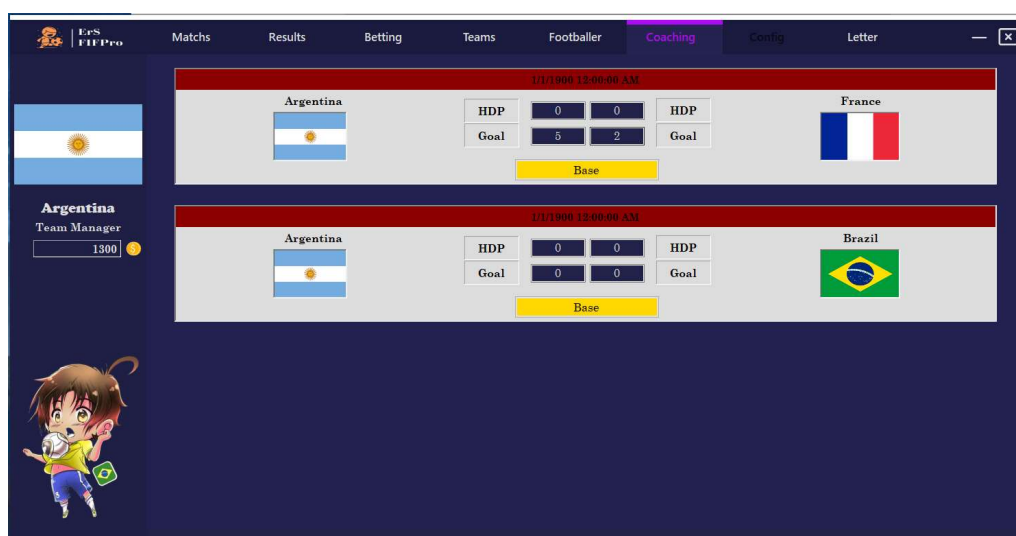 ErS
FIFPro
Matchs Results Betting Teams Footballer Coaching Config Letter
1/1/1900 12:00:00 AM
Argentina France
HDP 0 0 HDP
Goal 5 2 Goal
Base
Argentina
Team Manager
1300
1/1/1900 12:00:00 AM
Argentina Brazil
HDP 0 0 HDP
Goal 0 0 Goal
Base